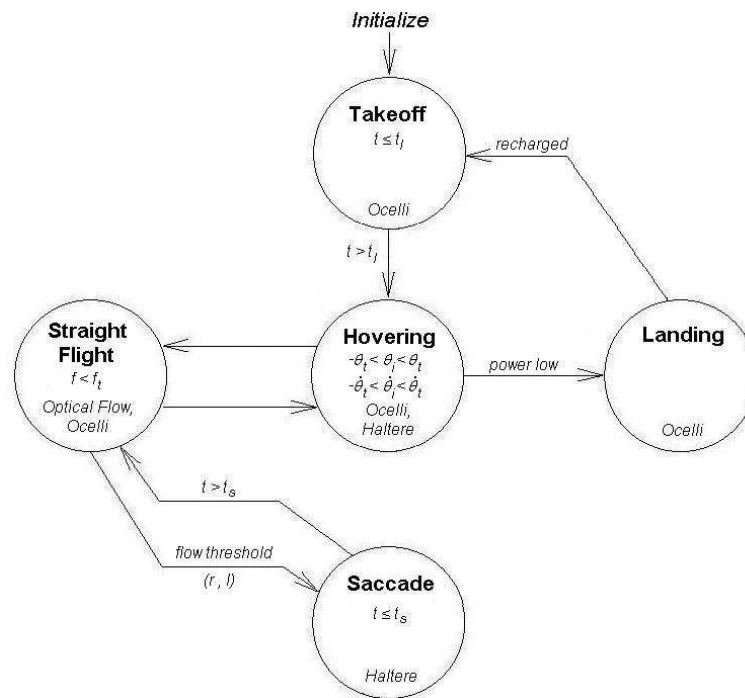 Initialize
Takeoff
t ≤ t_l
Ocelli
recharged
t > t_l
Straight
Flight
f < f_t
Optical Flow,
Ocelli
Hovering
-θ_t < θ_i < θ_t
-θ̇_t < θ̇_i < θ̇_t
Ocelli,
Haltere
power low
Landing
Ocelli
t > t_s
flow threshold
(r , l)
Saccade
t ≤ t_s
Haltere